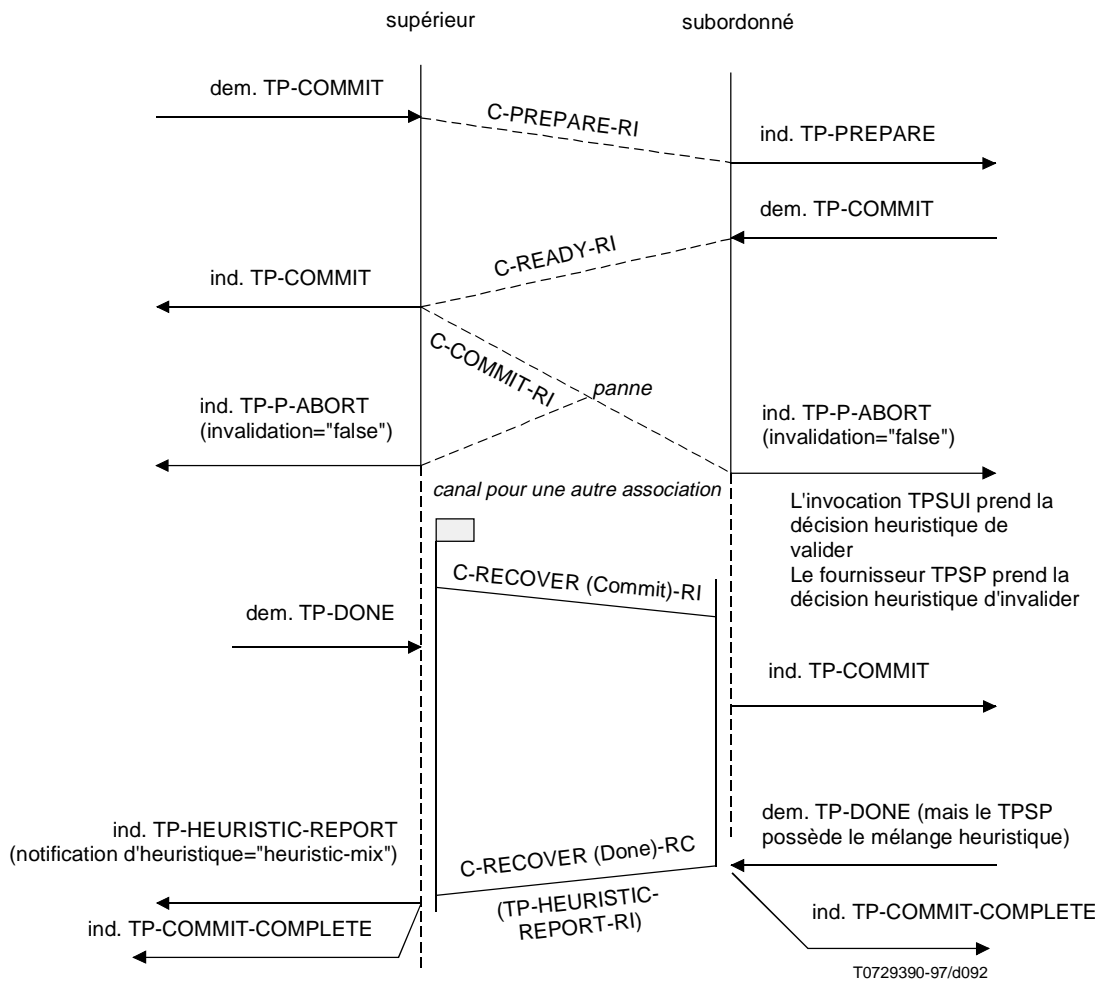 supérieur
subordonné
dem. TP-COMMIT
C-PREPARE-RI
ind. TP-PREPARE
dem. TP-COMMIT
C-READY-RI
ind. TP-COMMIT
C-COMMIT-RI
panne
ind. TP-P-ABORT
(invalidation="false")
ind. TP-P-ABORT
(invalidation="false")
canal pour une autre association
L'invocation TPSUI prend la
décision heuristique de
valider
Le fournisseur TPSP prend la
décision heuristique d'invalider
C-RECOVER (Commit)-RI
dem. TP-DONE
ind. TP-COMMIT
dem. TP-DONE (mais le TPSP
possède le mélange heuristique)
ind. TP-HEURISTIC-REPORT
(notification d'heuristique="heuristic-mix")
C-RECOVER (Done)-RC
(TP-HEURISTIC-
REPORT-RI)
ind. TP-COMMIT-COMPLETE
ind. TP-COMMIT-COMPLETE
T0729390-97/d092